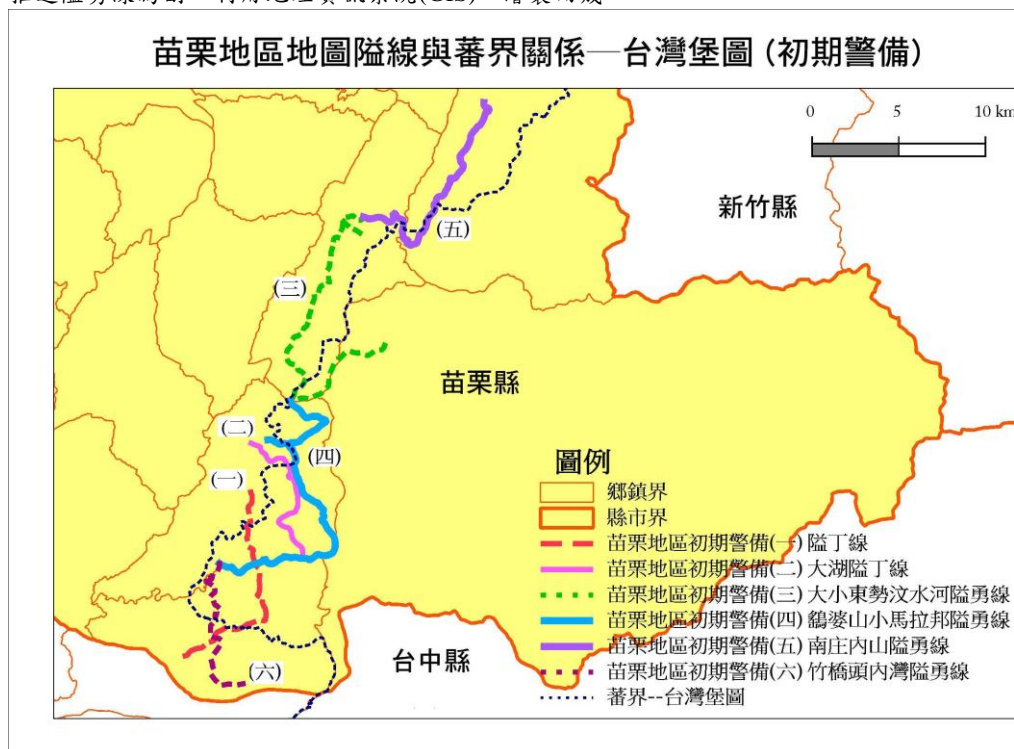 苗栗地區地圖隘線與蕃界關係—台灣堡圖 (初期警備)
0 5 10 km
新竹縣
(五)
(三)
苗栗縣
(二)
(四)
(一)
圖例
鄉鎮界
縣市界
苗栗地區初期警備(一) 隘丁線
苗栗地區初期警備(二) 大湖隘丁線
苗栗地區初期警備(三) 大小東勢汶水河隘勇線
苗栗地區初期警備(四) 鷂婆山小馬拉邦隘勇線
苗栗地區初期警備(五) 南庄內山隘勇線
苗栗地區初期警備(六) 竹橋頭內灣隘勇線
蕃界--台灣堡圖
台中縣
(六)